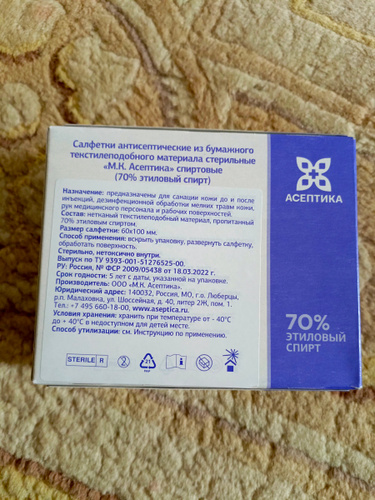 Салфетки антисептические из бумажного
текстилеподобного материала стерильные
«М.К. Асептика» спиртовые
(70% этиловый спирт)
Назначение: предназначены для санации кожи до и после
инъекций, дезинфекционной обработки мелких травм кожи,
рук медицинского персонала и рабочих поверхностей.
Состав: нетканый текстилеподобный материал, пропитанный
70% этиловым спиртом.
Размер салфетки: 60х100 мм.
Способ применения: вскрыть упаковку, развернуть салфетку,
обработать поверхность.
Стерильно, нетоксично внутри.
Выпуск по ТУ 9393-001-51276525-00.
РУ: Россия, № ФСР 2009/05438 от 18.03.2022 г.
Срок годности: 5 лет с даты, указанной на упаковке.
Производитель: ООО «М.К. Асептика».
Юридический адрес: 140032, Россия, МО, г.о. Люберцы,
р.п. Малаховка, ул. Шоссейная, д. 40, литер 2Ж, пом. 1.
Тел.: +7 495 660-18-00, www.aseptica.ru
Условия хранения: хранить при температуре от - 40°С
до + 40°С в недоступном для детей месте.
Способ утилизации: см. Инструкцию по применению.
STERILE R
2
21
PAP
АСЕПТИКА
70%
ЭТИЛОВЫЙ
СПИРТ